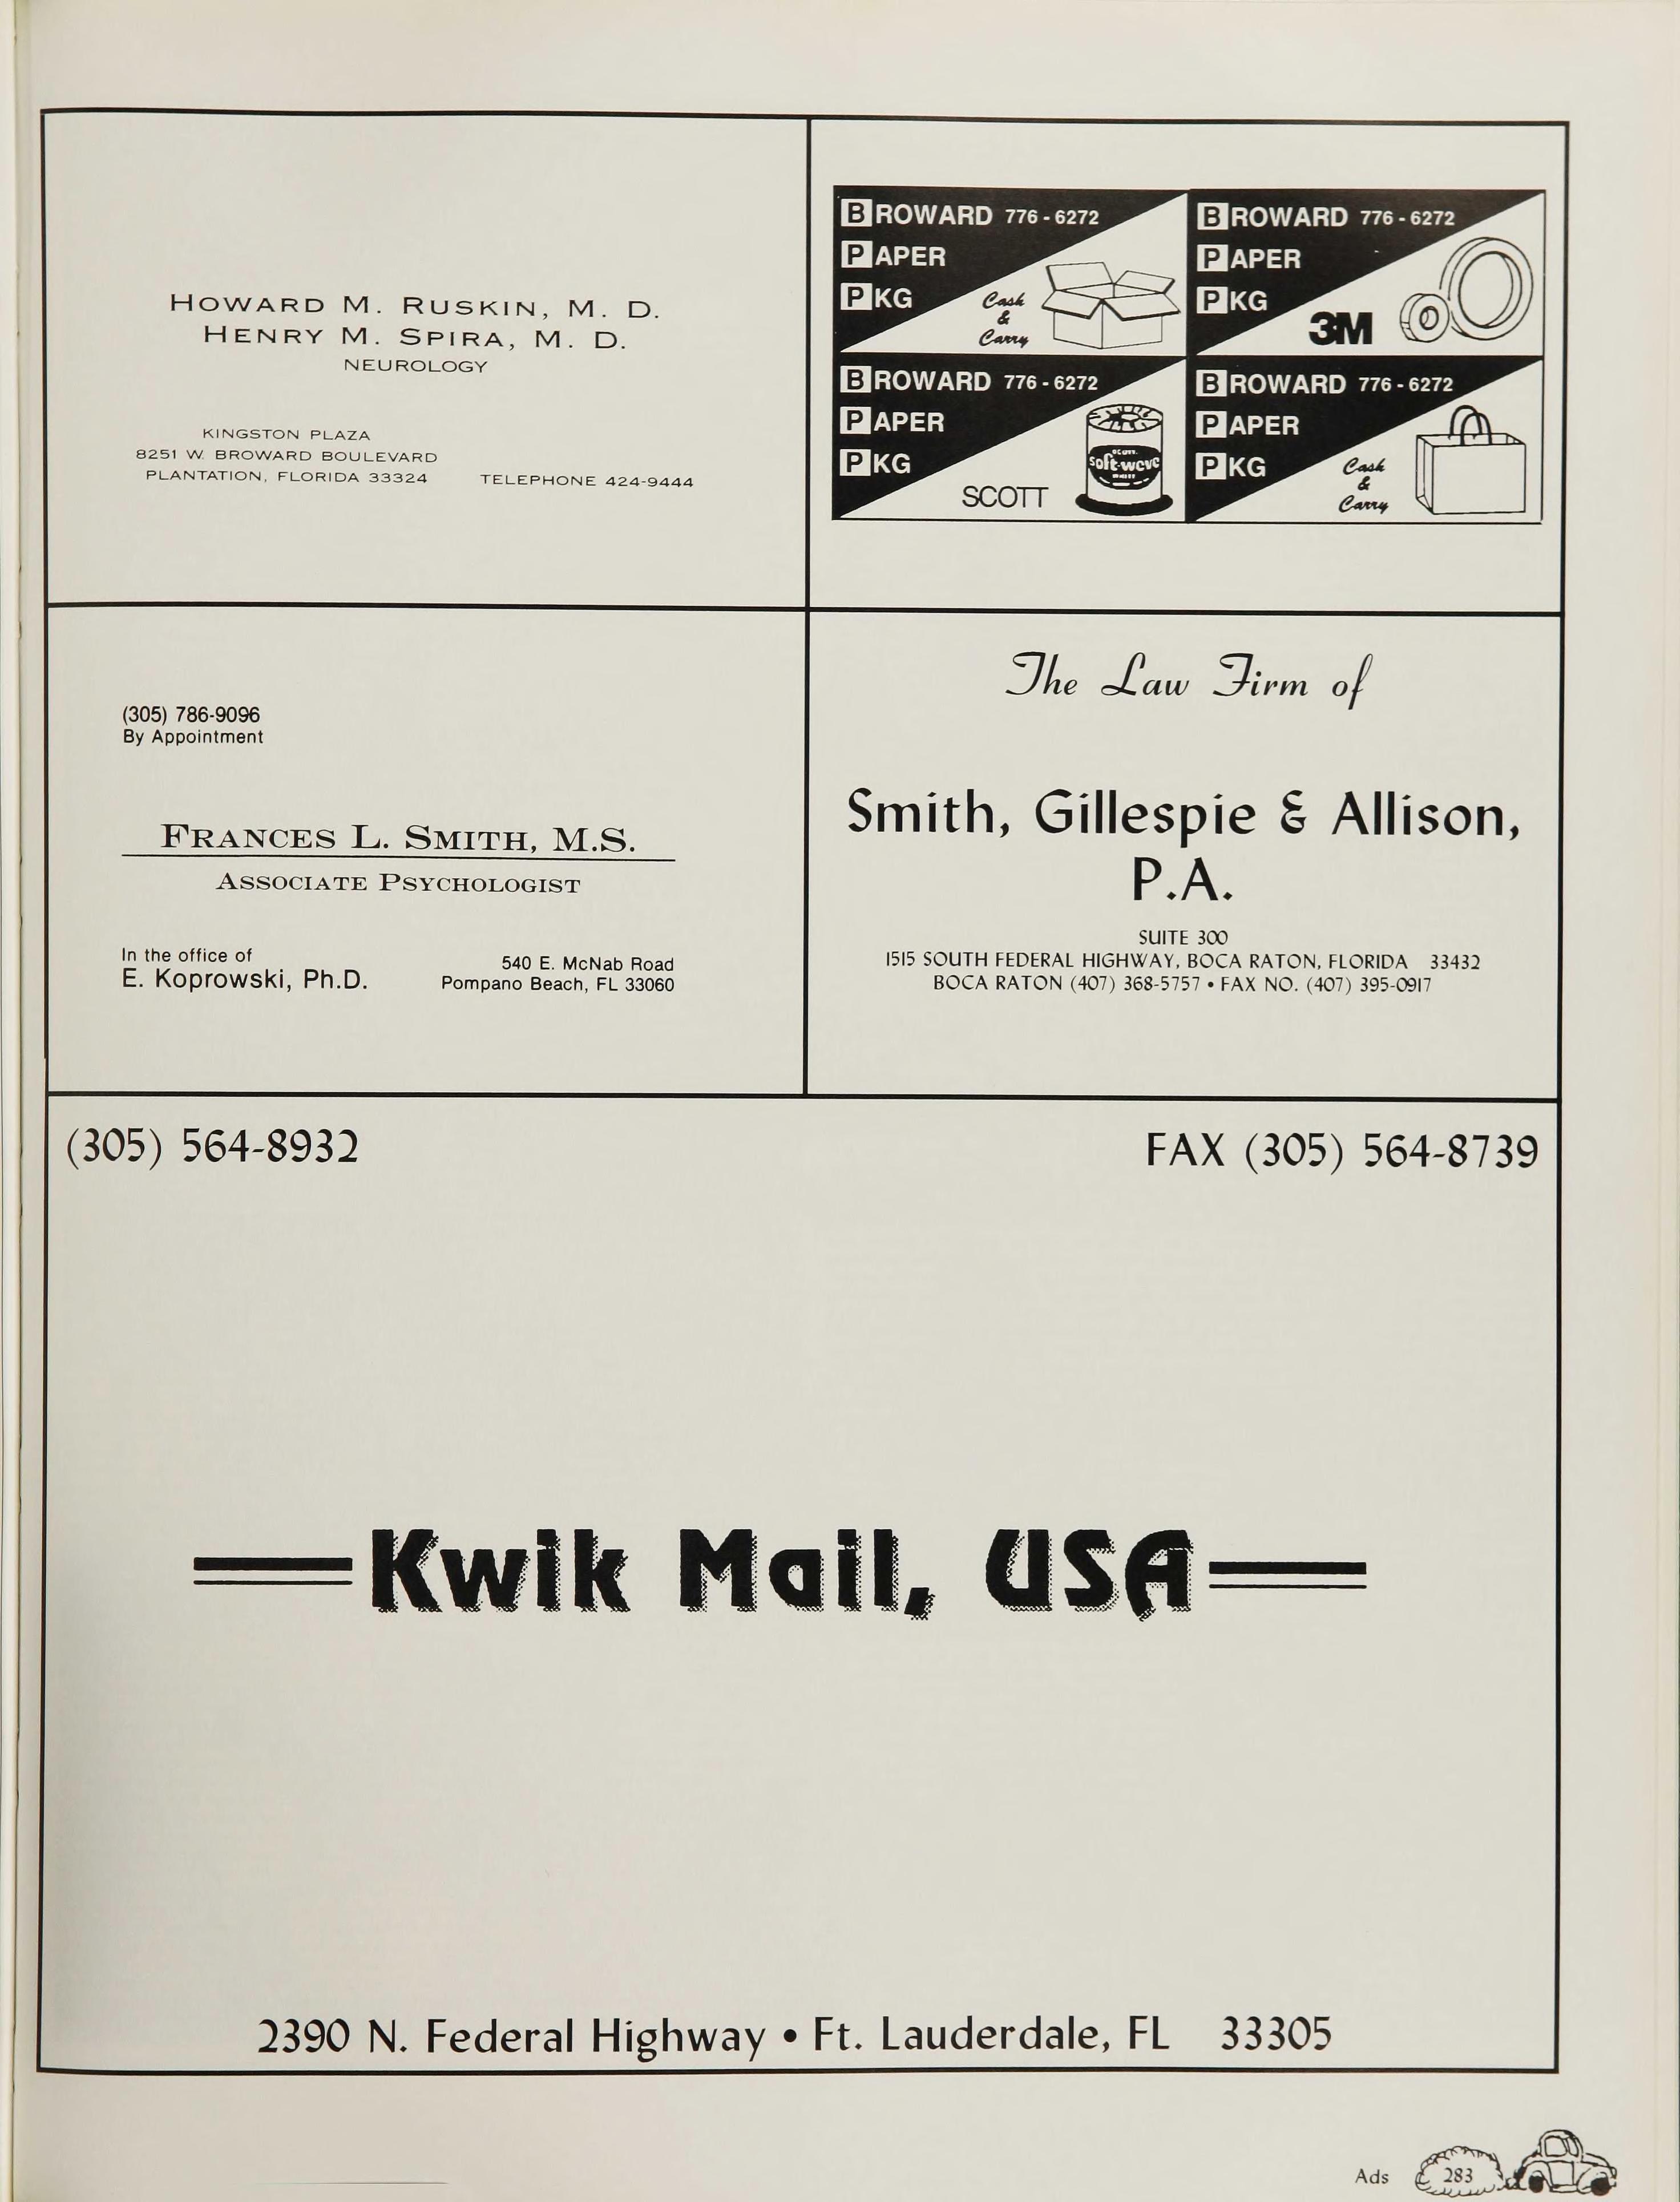 HOWARD M. RUSKIN, M. D.
HENRY M. SPIRA, M. D.
NEUROLOGY
KINGSTON PLAZA
8251 W. BROWARD BOULEVARD
PLANTATION, FLORIDA 33324 TELEPHONE 424-9444
BROWARD 776-6272
PAPER
PKG
Cash
&
Carry
BROWARD 776-6272
PAPER
PKG
3M
BROWARD 776-6272
PAPER
PKG
SCOTT
SCOTT
soft-weve
WHITE
BROWARD 776-6272
PAPER
PKG
Cash
&
Carry
(305) 786-9096
By Appointment
FRANCES L. SMITH, M.S.
ASSOCIATE PSYCHOLOGIST
In the office of
E. Koprowski, Ph.D.
540 E. McNab Road
Pompano Beach, FL 33060
The Law Firm of
Smith, Gillespie & Allison,
P.A.
SUITE 300
1515 SOUTH FEDERAL HIGHWAY, BOCA RATON, FLORIDA 33432
BOCA RATON (407) 368-5757 • FAX NO. (407) 395-0917
(305) 564-8932 FAX (305) 564-8739
Kwik Mail, USA
2390 N. Federal Highway • Ft. Lauderdale, FL 33305
Ads 283